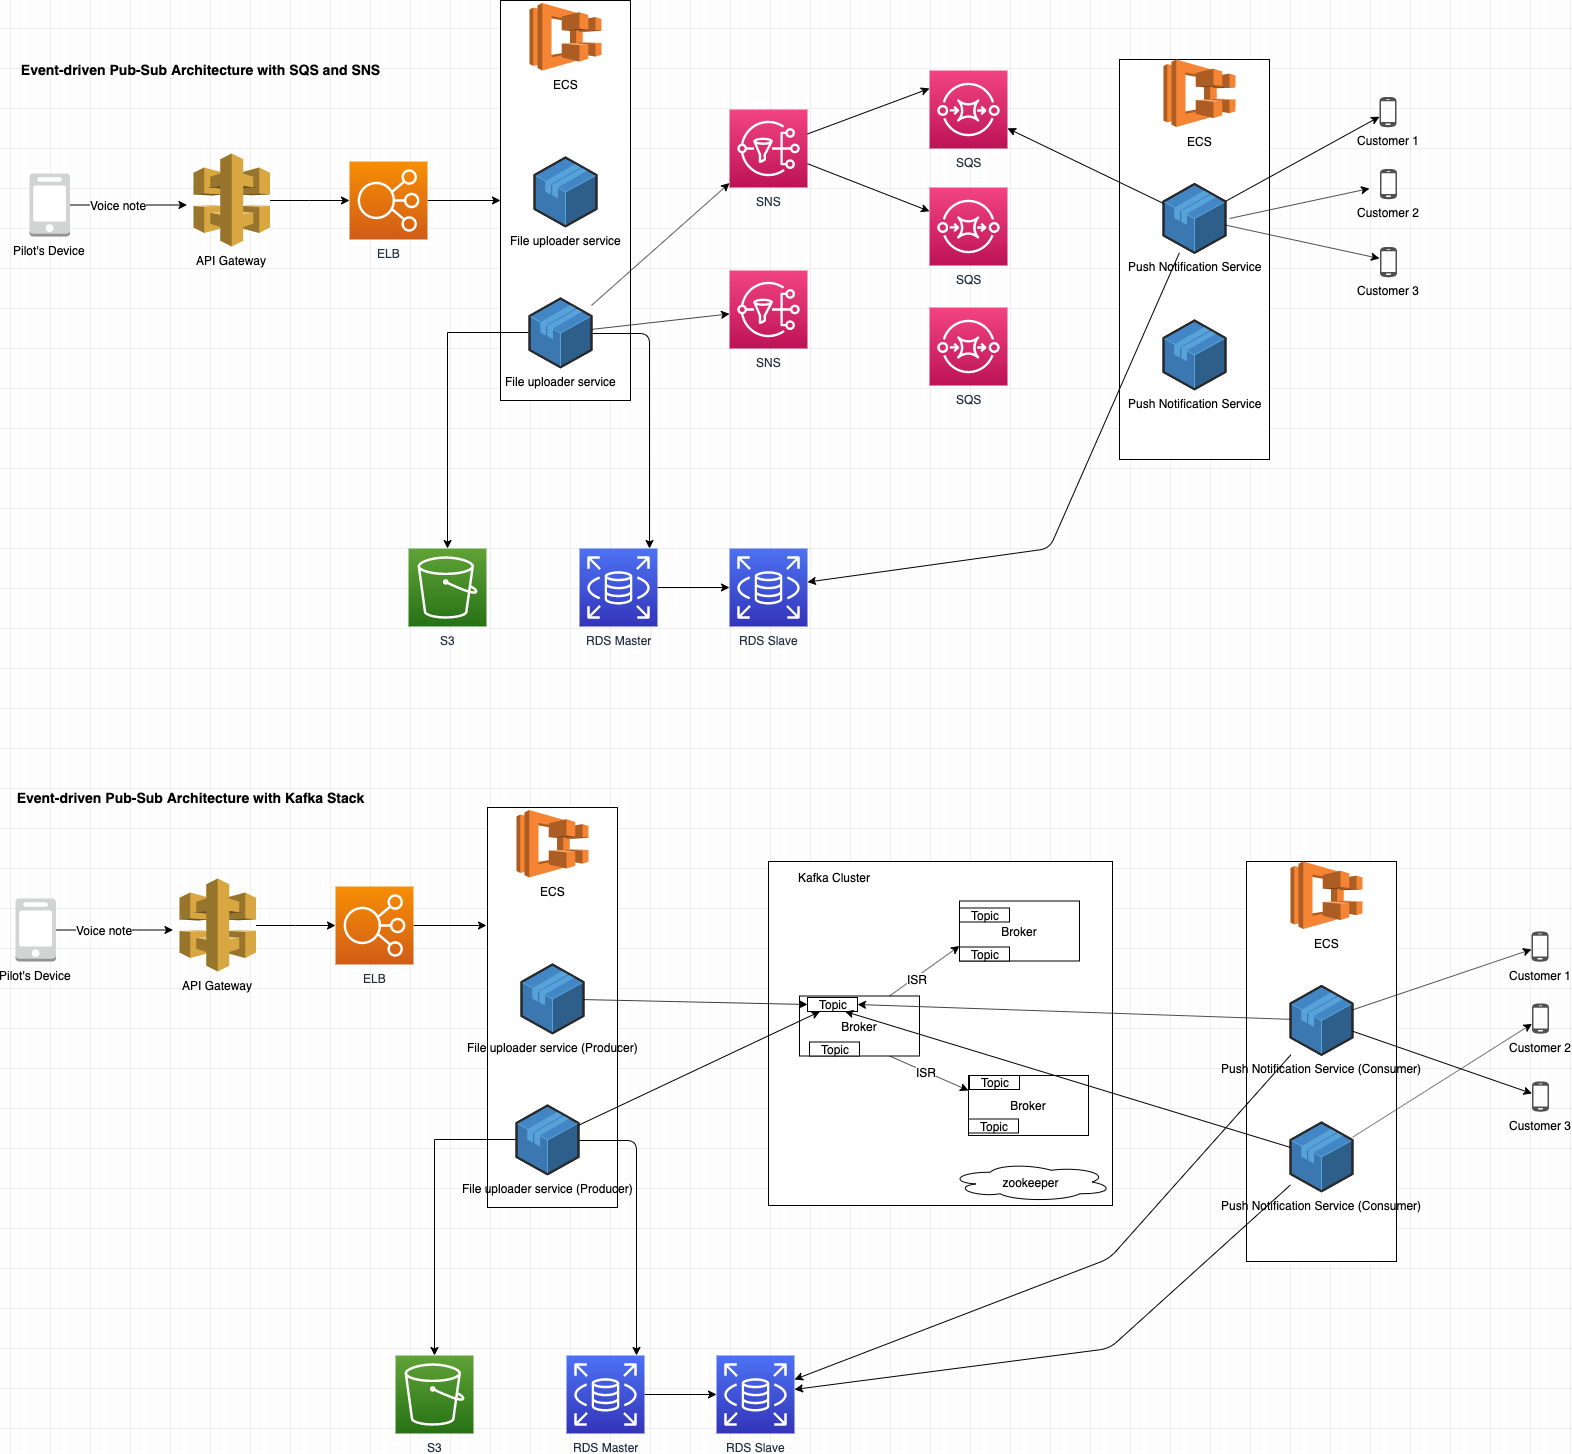 Event-driven Pub-Sub Architecture with SQS and SNS
ECS
ECS
Voice note
Pilot's Device
API Gateway
ELB
File uploader service
File uploader service
SNS
SNS
SQS
SQS
SQS
Push Notification Service
Push Notification Service
Customer 1
Customer 2
Customer 3
S3
RDS Master
RDS Slave
Event-driven Pub-Sub Architecture with Kafka Stack
ECS
Voice note
Pilot's Device
API Gateway
ELB
File uploader service (Producer)
File uploader service (Producer)
Kafka Cluster
Topic
Broker
Topic
ISR
Topic
Broker
Topic
ISR
Topic
Broker
Topic
zookeeper
ECS
Push Notification Service (Consumer)
Push Notification Service (Consumer)
Customer 1
Customer 2
Customer 3
S3
RDS Master
RDS Slave